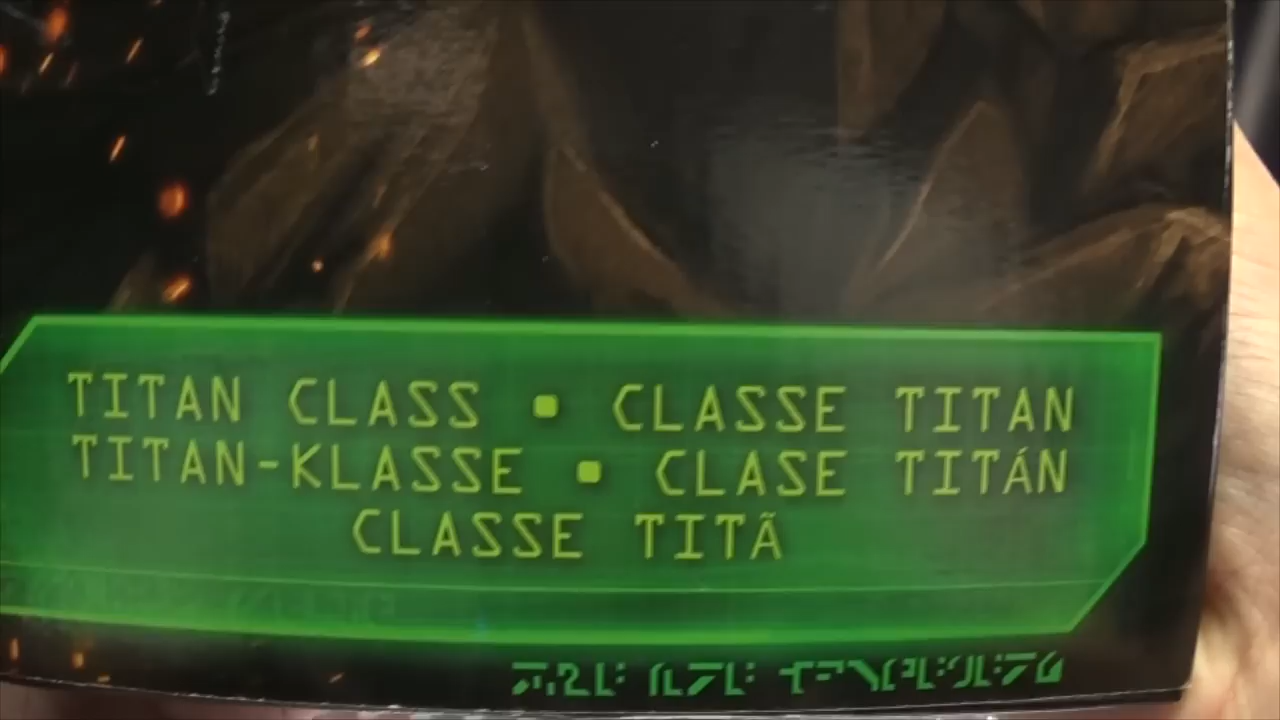 TITAN CLASS ▪ CLASSE TITAN
TITAN-KLASSE ▪ CLASE TITÁN
CLASSE TITÃ